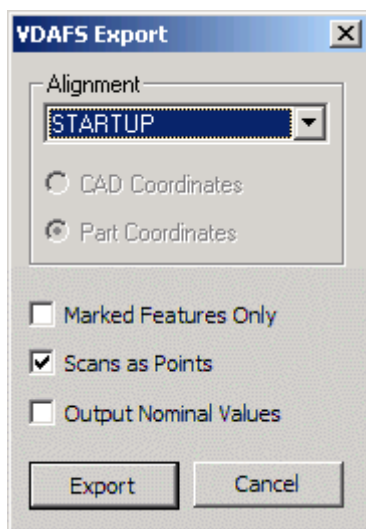 VDAFS Export
Alignment
STARTUP
CAD Coordinates
Part Coordinates
Marked Features Only
Scans as Points
Output Nominal Values
Export Cancel